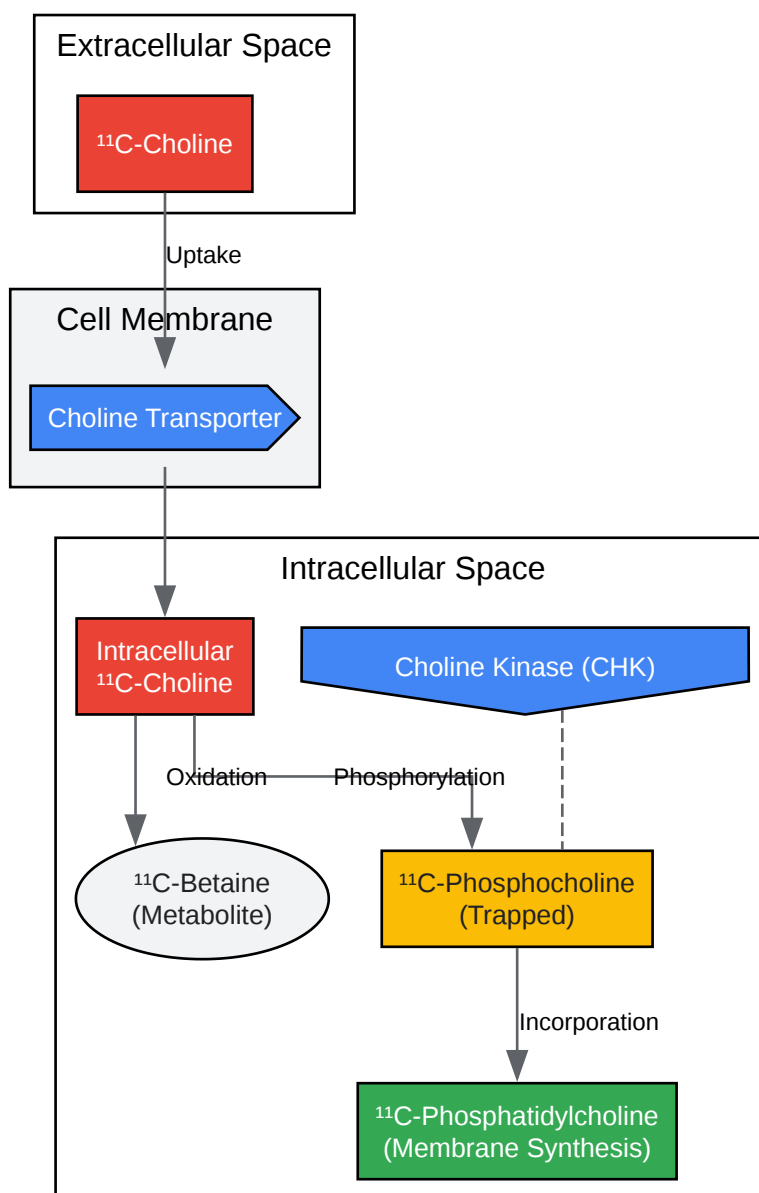 Extracellular Space
¹¹C-Choline
Uptake
Cell Membrane
Choline Transporter
Intracellular Space
Intracellular
¹¹C-Choline
Choline Kinase (CHK)
Oxidation
Phosphorylation
¹¹C-Betaine
(Metabolite)
¹¹C-Phosphocholine
(Trapped)
Incorporation
¹¹C-Phosphatidylcholine
(Membrane Synthesis)